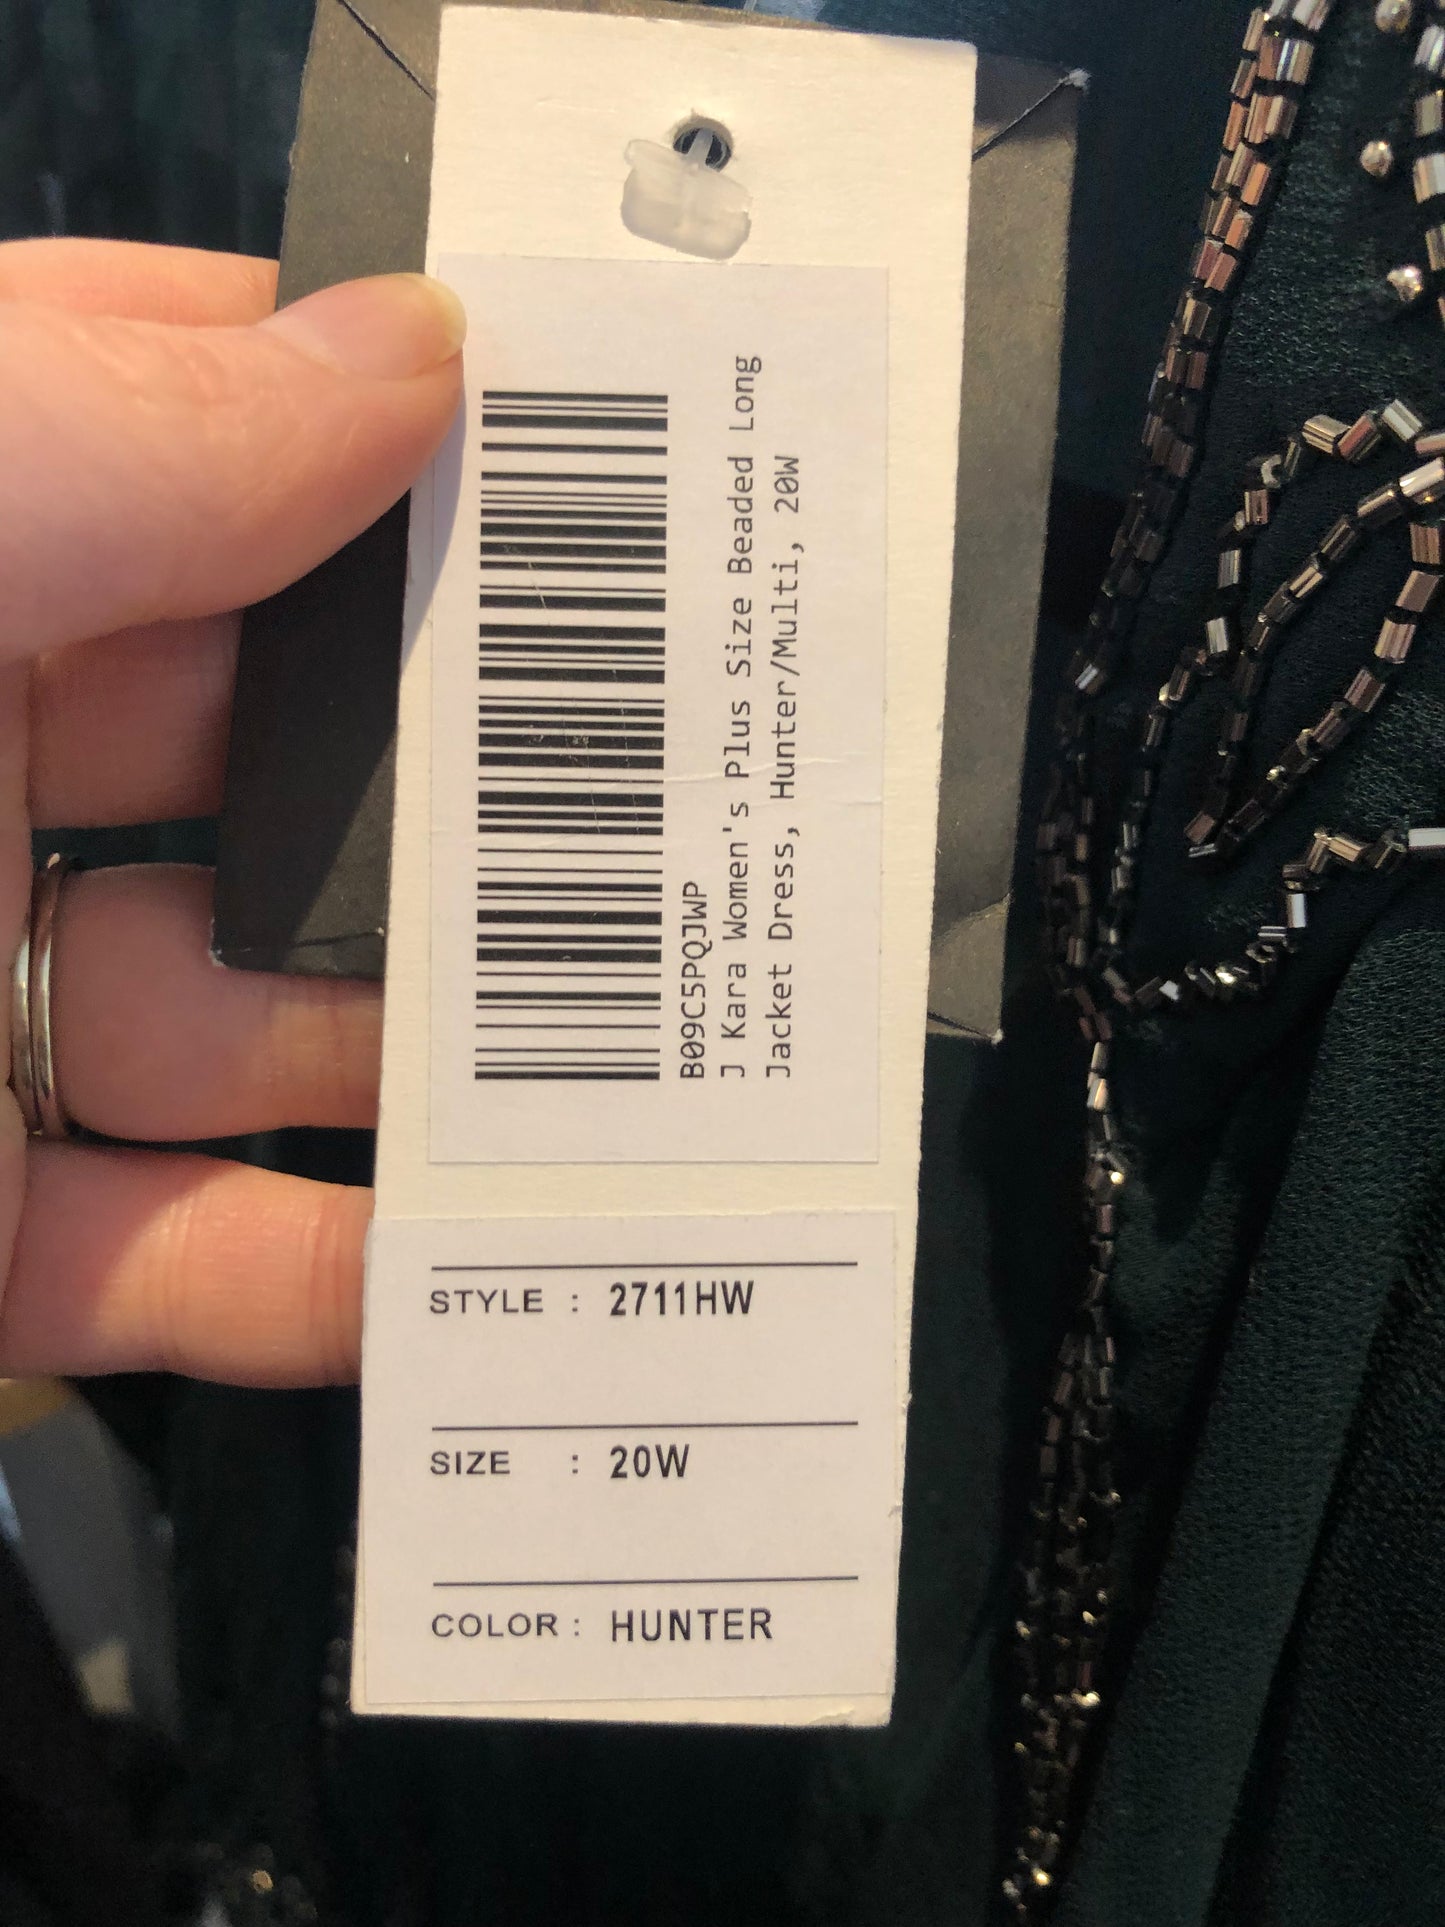 B09C5PQJWP
J Kara Women's Plus Size Beaded Long
Jacket Dress, Hunter/Multi, 20W
STYLE : 2711HW
SIZE : 20W
COLOR : HUNTER